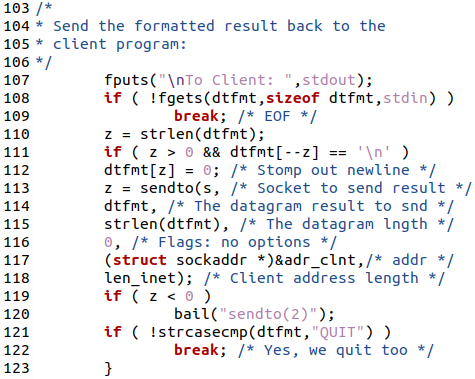 103 /*
104 * Send the formatted result back to the
105 * client program:
106 */
107 fputs("\nTo Client: ",stdout);
108 if ( !fgets(dtfmt,sizeof dtfmt,stdin) )
109 break; /* EOF */
110 z = strlen(dtfmt);
111 if ( z > 0 && dtfmt[--z] == '\n' )
112 dtfmt[z] = 0; /* Stomp out newline */
113 z = sendto(s, /* Socket to send result */
114 dtfmt, /* The datagram result to snd */
115 strlen(dtfmt), /* The datagram lngth */
116 0, /* Flags: no options */
117 (struct sockaddr *)&adr_clnt,/* addr */
118 len_inet); /* Client address length */
119 if ( z < 0 )
120 bail("sendto(2)");
121 if ( !strcasecmp(dtfmt,"QUIT") )
122 break; /* Yes, we quit too */
123 }